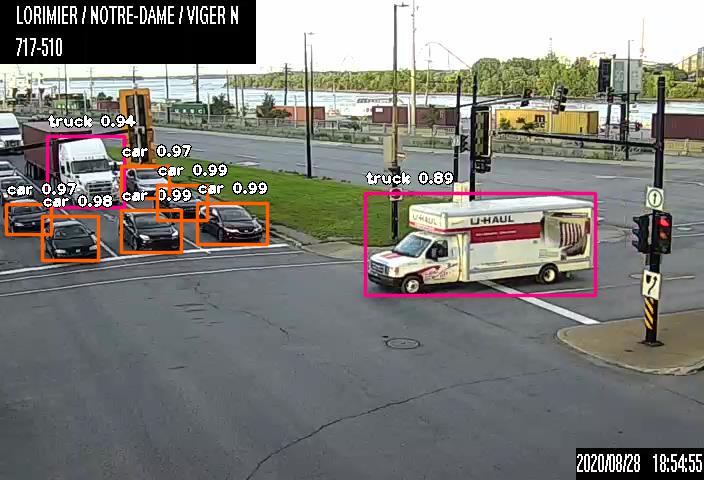 LORIMIER / NOTRE-DAME / VIGER N
717-510
truck 0.94
car 0.97
car 0.99
car 0.97
car 0.99
car 0.98
car 0.99
truck 0.89
U-HAUL
U-HAUL
2020/08/28 18:54:55